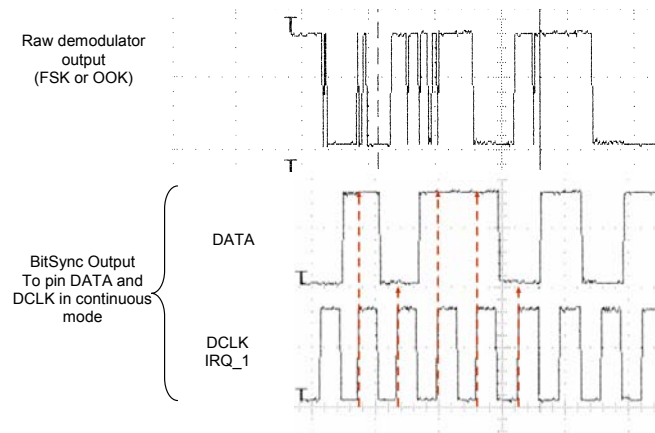 Raw demodulator
output
(FSK or OOK)
DATA
BitSync Output
To pin DATA and
DCLK in continuous
mode
DCLK
IRQ_1